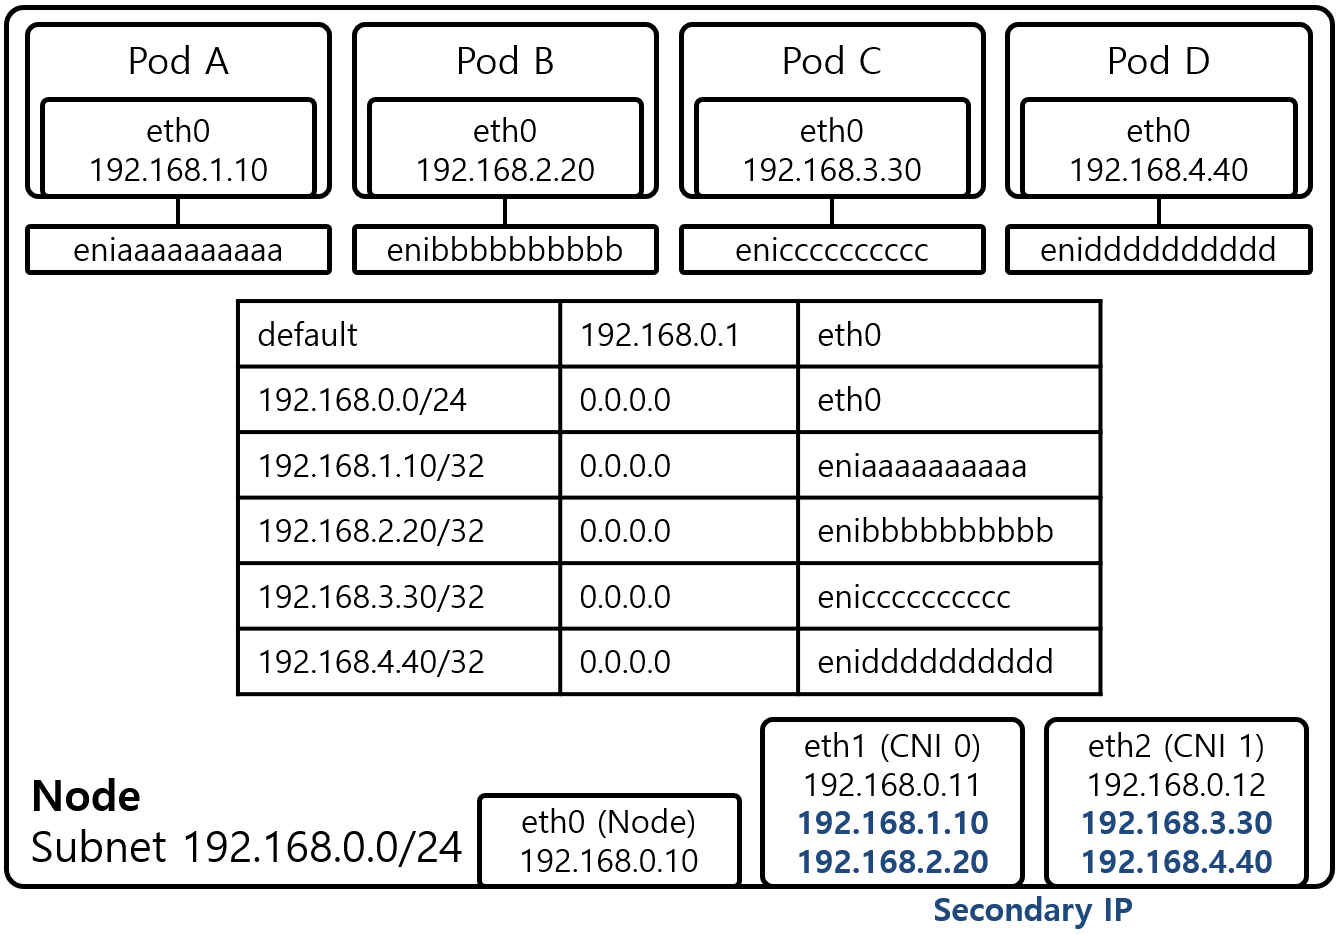 Pod A
eth0
192.168.1.10
eniaaaaaaaaaa
Pod B
eth0
192.168.2.20
enibbbbbbbbbb
Pod C
eth0
192.168.3.30
enicccccccccc
Pod D
eth0
192.168.4.40
enidddddddddd
default 192.168.0.1 eth0
192.168.0.0/24 0.0.0.0 eth0
192.168.1.10/32 0.0.0.0 eniaaaaaaaaaa
192.168.2.20/32 0.0.0.0 enibbbbbbbbbb
192.168.3.30/32 0.0.0.0 enicccccccccc
192.168.4.40/32 0.0.0.0 enidddddddddd
Node
Subnet 192.168.0.0/24
eth0 (Node)
192.168.0.10
eth1 (CNI 0)
192.168.0.11
192.168.1.10
192.168.2.20
eth2 (CNI 1)
192.168.0.12
192.168.3.30
192.168.4.40
Secondary IP